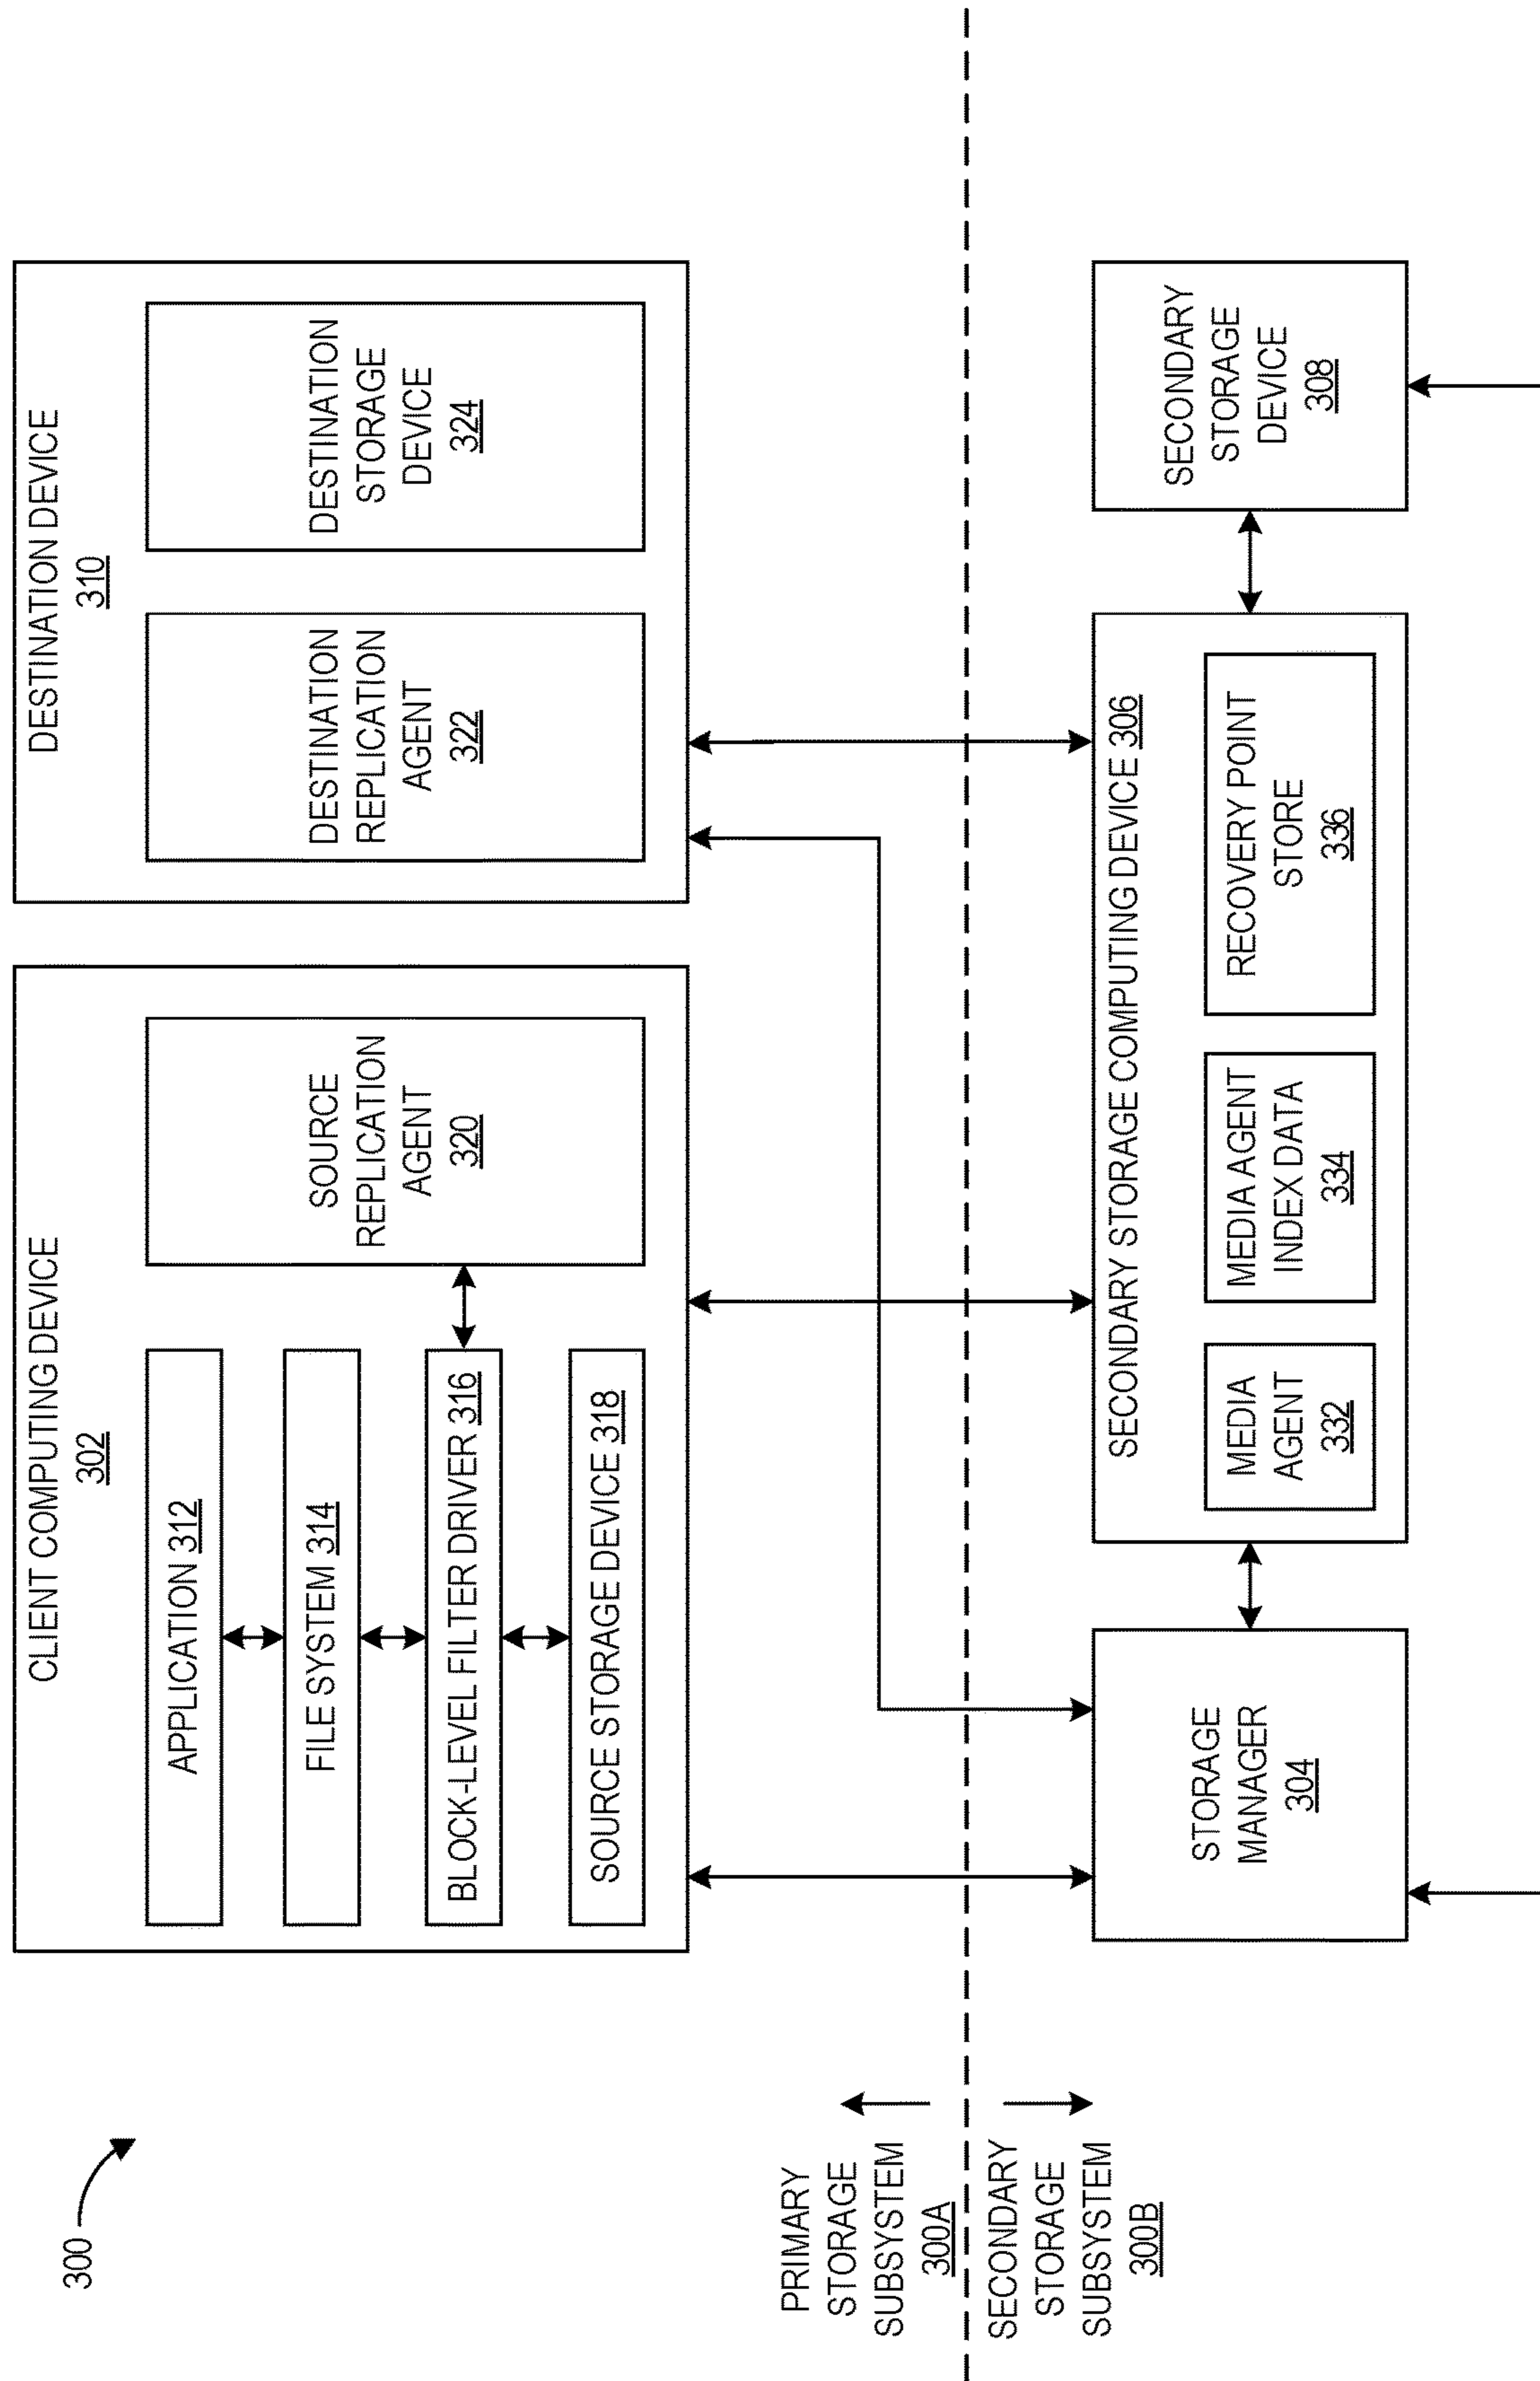 300
CLIENT COMPUTING DEVICE
302
APPLICATION 312
FILE SYSTEM 314
BLOCK-LEVEL FILTER DRIVER 316
SOURCE STORAGE DEVICE 318
SOURCE
REPLICATION
AGENT
320
DESTINATION DEVICE
310
DESTINATION
REPLICATION
AGENT
322
DESTINATION
STORAGE
DEVICE
324
PRIMARY
STORAGE
SUBSYSTEM
300A
SECONDARY
STORAGE
SUBSYSTEM
300B
STORAGE
MANAGER
304
SECONDARY STORAGE COMPUTING DEVICE 306
MEDIA
AGENT
332
MEDIA AGENT
INDEX DATA
334
RECOVERY POINT
STORE
336
SECONDARY
STORAGE
DEVICE
308